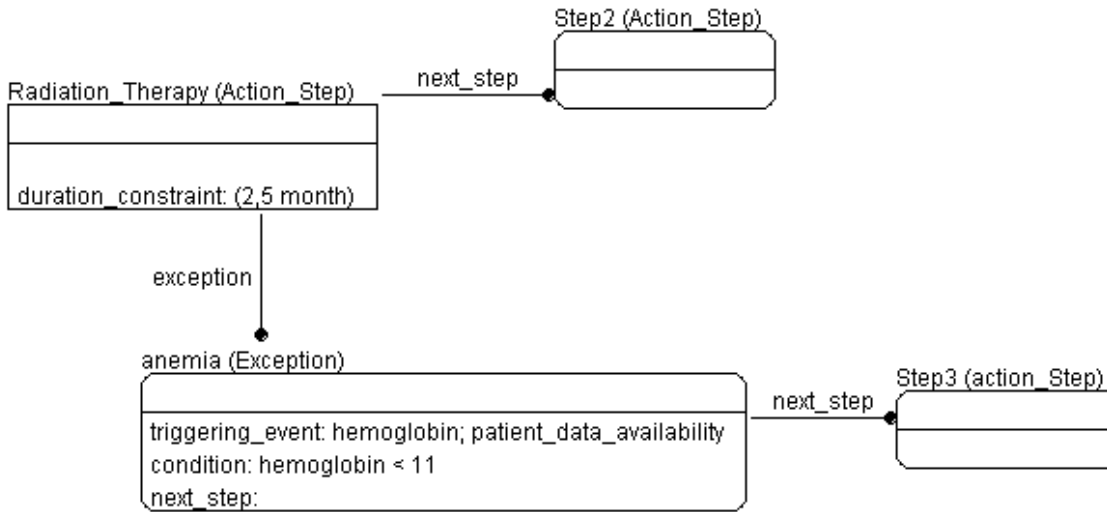 Step2 (Action_Step)
next_step
Radiation_Therapy (Action_Step)
duration_constraint: (2,5 month)
exception
anemia (Exception)
Step3 (action_Step)
next_step
triggering_event: hemoglobin; patient_data_availability
condition: hemoglobin < 11
next_step: